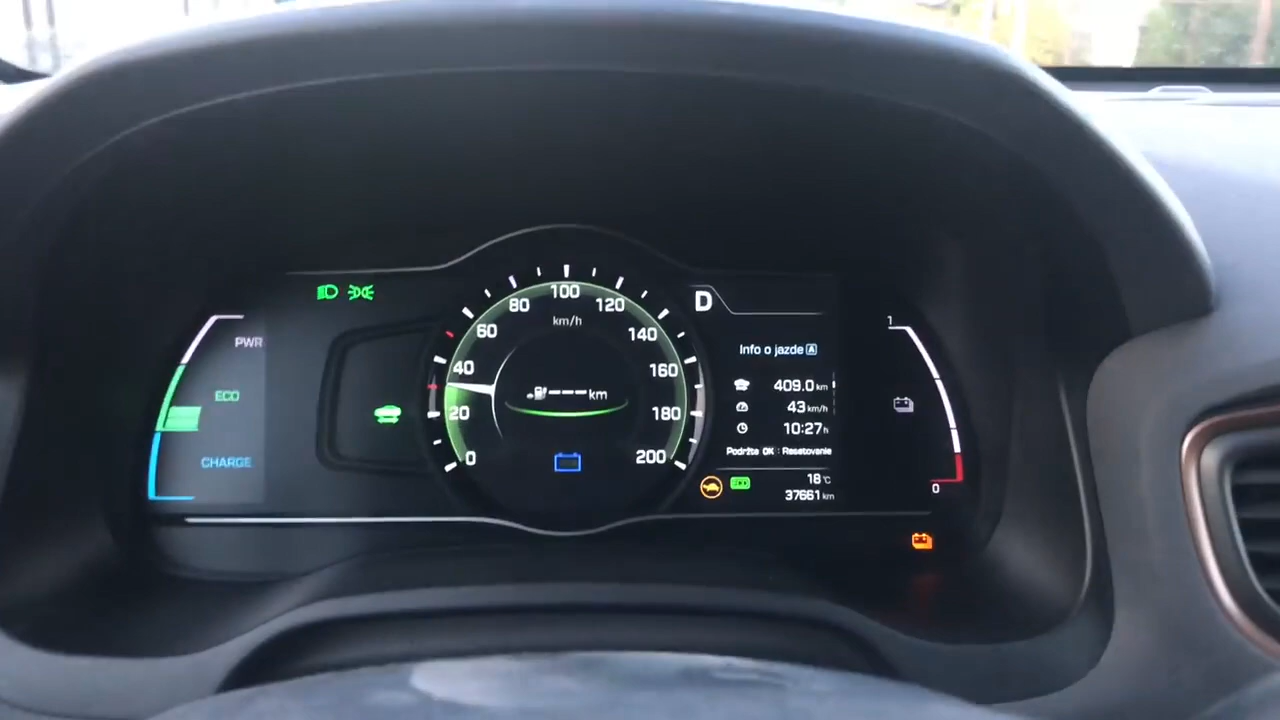 PWR
ECO
CHARGE
0
20
40
60
80
100
120
140
160
180
200
km/h
--- km
D
Info o jazde A
409.0 km
43 km/h
10:27 h
Podržte OK : Resetovanie
ECO
18 °C
37661 km
1
0